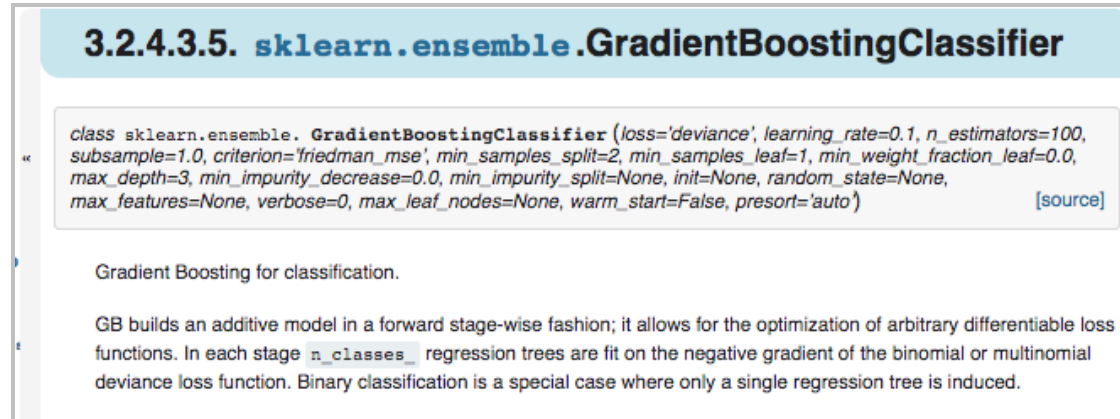 3.2.4.3.5. sklearn.ensemble.GradientBoostingClassifier
class sklearn.ensemble. GradientBoostingClassifier (loss='deviance', learning_rate=0.1, n_estimators=100,
«
subsample=1.0, criterion='friedman_mse', min_samples_split=2, min_samples_leaf=1, min_weight_fraction_leaf=0.0,
max_depth=3, min_impurity_decrease=0.0, min_impurity_split=None, init=None, random_state=None,
max_features=None, verbose=0, max_leaf_nodes=None, warm_start=False, presort='auto') [source]
Gradient Boosting for classification.
GB builds an additive model in a forward stage-wise fashion; it allows for the optimization of arbitrary differentiable loss
functions. In each stage n_classes_ regression trees are fit on the negative gradient of the binomial or multinomial
deviance loss function. Binary classification is a special case where only a single regression tree is induced.